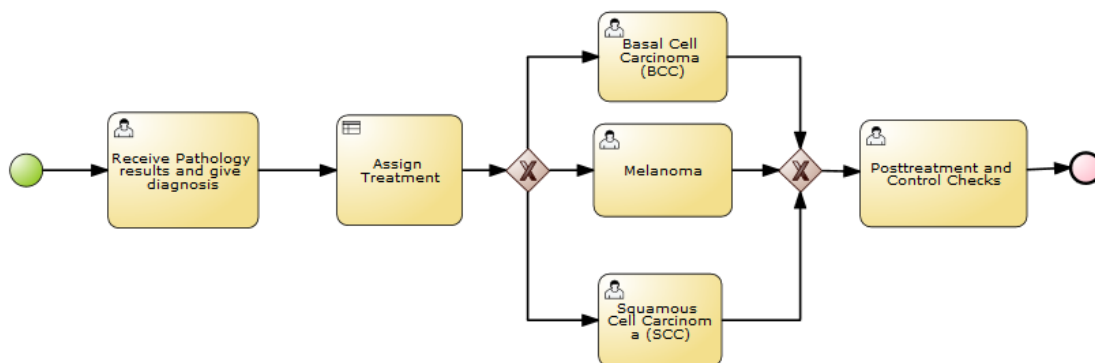 Receive Pathology
results and give
diagnosis
Assign
Treatment
Basal Cell
Carcinoma
(BCC)
Melanoma
Squamous
Cell Carcinom
a (SCC)
Posttreatment and
Control Checks